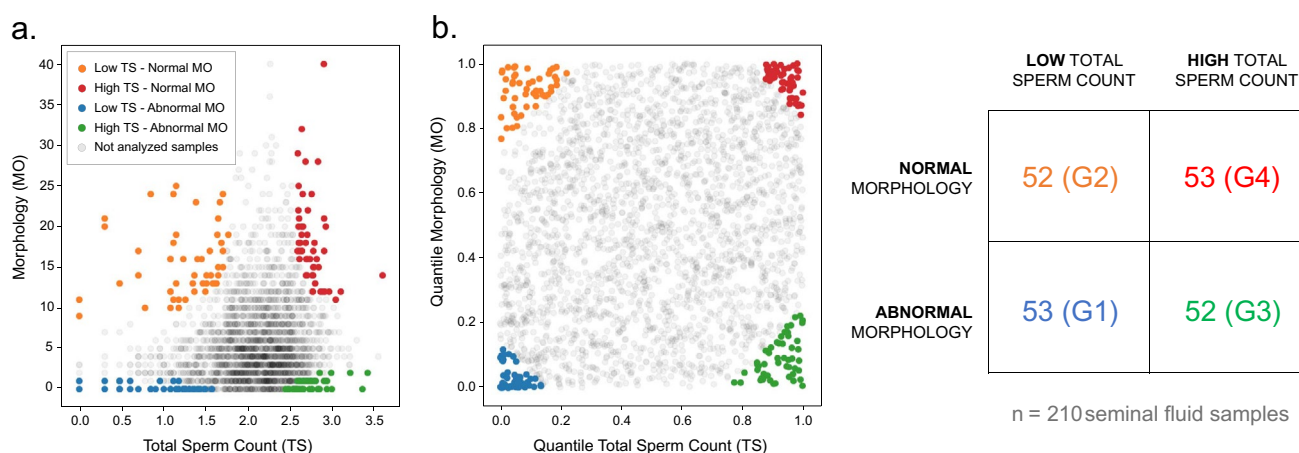 a.
Morphology (MO)
40
35
30
25
20
15
10
5
0
Low TS - Normal MO
High TS - Normal MO
Low TS - Abnormal MO
High TS - Abnormal MO
Not analyzed samples
0.0 0.5 1.0 1.5 2.0 2.5 3.0 3.5
Total Sperm Count (TS)
b.
Quantile Morphology (MO)
1.0
0.8
0.6
0.4
0.2
0.0
0.0 0.2 0.4 0.6 0.8 1.0
Quantile Total Sperm Count (TS)
LOW TOTAL
SPERM COUNT
HIGH TOTAL
SPERM COUNT
NORMAL
MORPHOLOGY
52 (G2)
53 (G4)
ABNORMAL
MORPHOLOGY
53 (G1)
52 (G3)
n = 210 seminal fluid samples